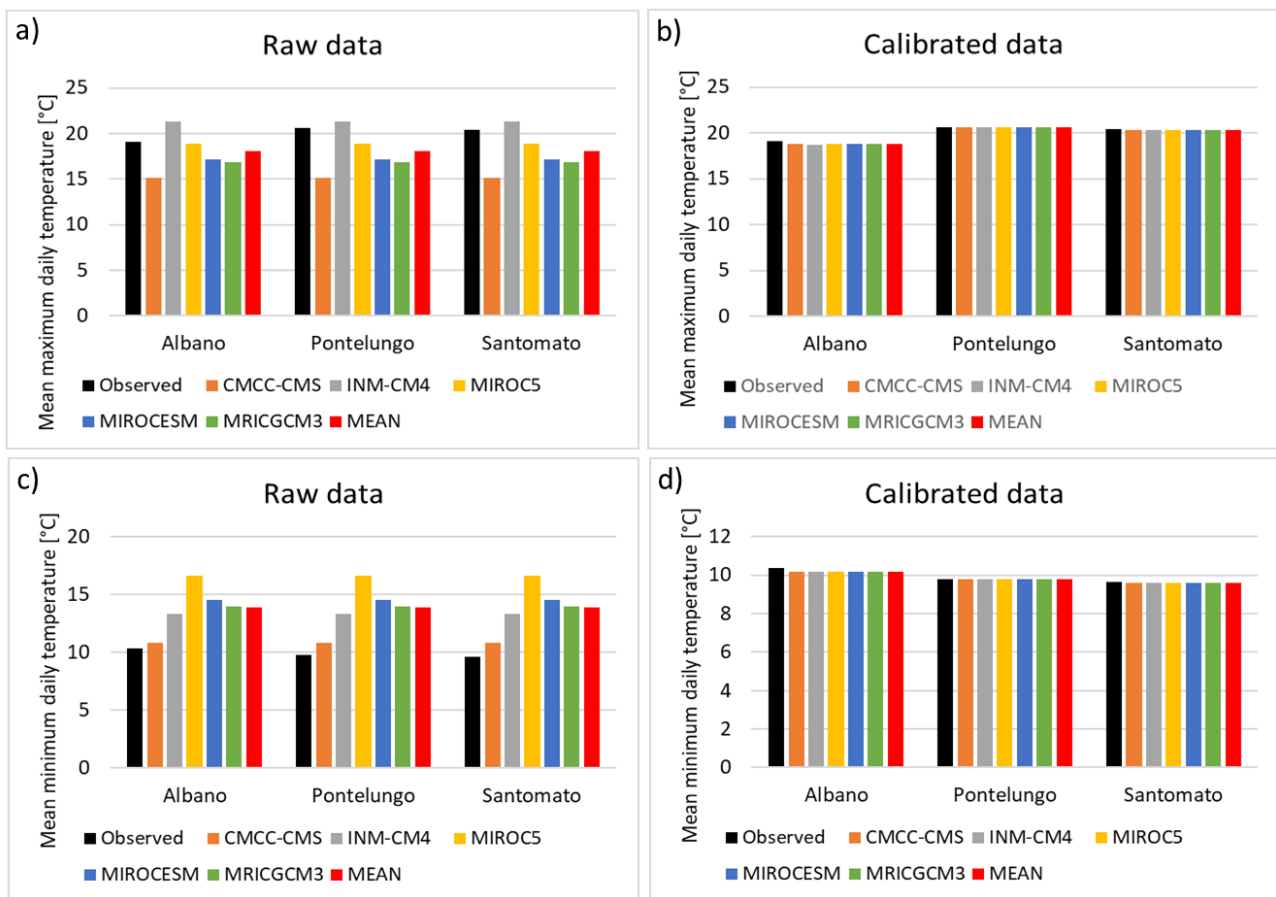 a)
Raw data
Mean maximum daily temperature [°C]
25
20
15
10
5
0
Albano Pontelungo Santomato
Observed CMCC-CMS INM-CM4 MIROC5
MIROCESM MRICGCM3 MEAN
b)
Calibrated data
Mean maximum daily temperature [°C]
25
20
15
10
5
0
Albano Pontelungo Santomato
Observed CMCC-CMS INM-CM4 MIROC5
MIROCESM MRICGCM3 MEAN
c)
Raw data
Mean minimum daily temperature [°C]
20
15
10
5
0
Albano Pontelungo Santomato
Observed CMCC-CMS INM-CM4 MIROC5
MIROCESM MRICGCM3 MEAN
d)
Calibrated data
Mean minimum daily temperature [°C]
12
10
8
6
4
2
0
Albano Pontelungo Santomato
Observed CMCC-CMS INM-CM4 MIROC5
MIROCESM MRICGCM3 MEAN